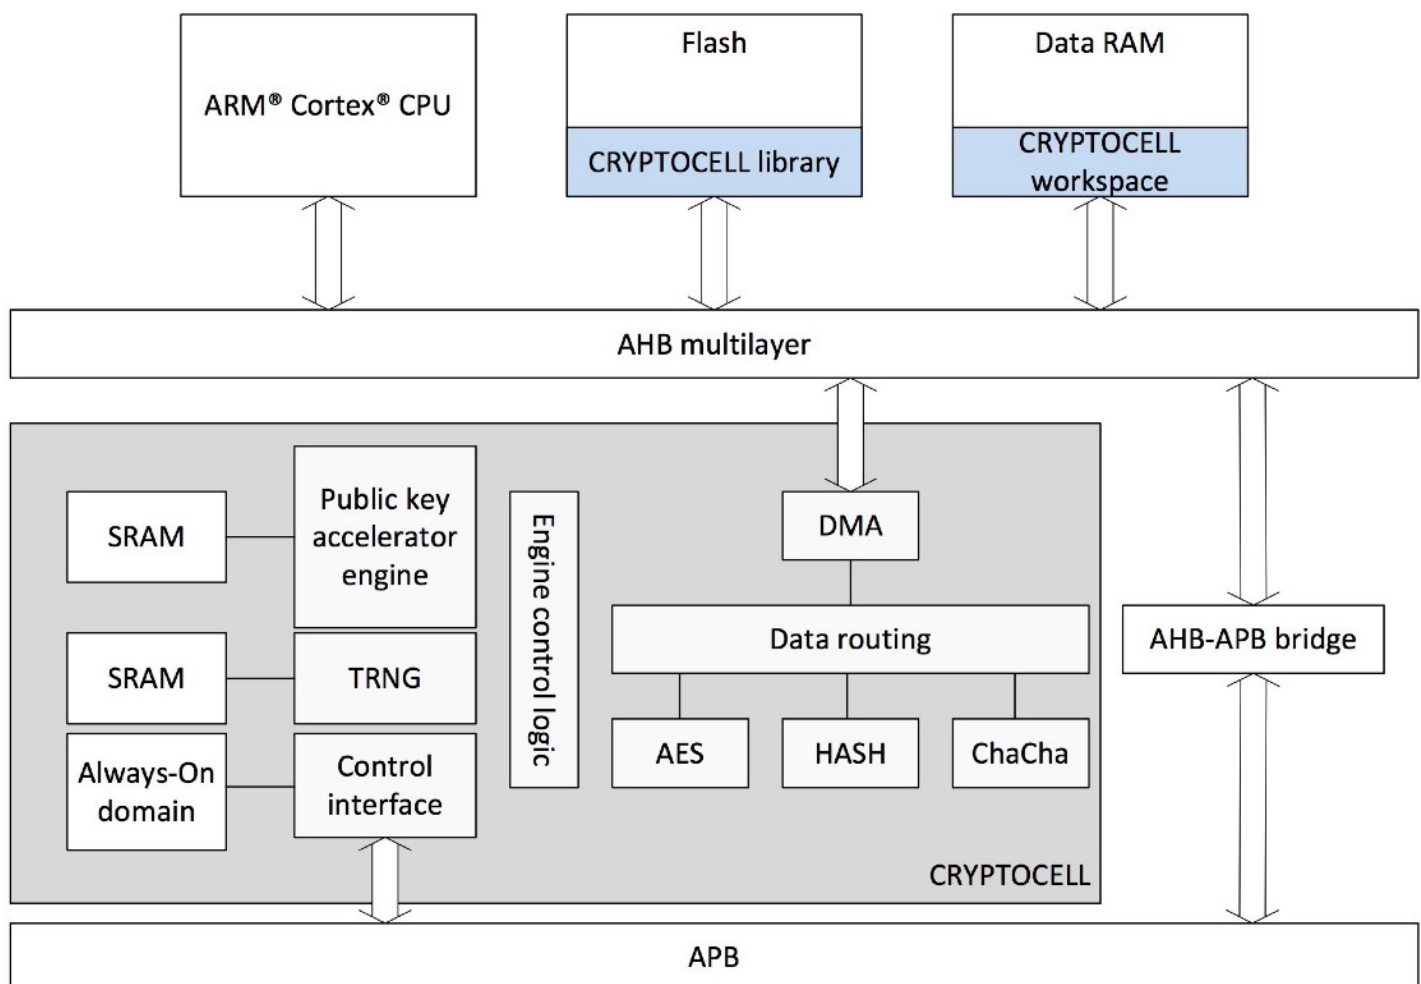 ARM® Cortex® CPU
Flash
CRYPTOCELL library
Data RAM
CRYPTOCELL
workspace
AHB multilayer
SRAM
Public key
accelerator
engine
SRAM
TRNG
Always-On
domain
Control
interface
Engine control logic
DMA
Data routing
AES
HASH
ChaCha
CRYPTOCELL
AHB-APB bridge
APB